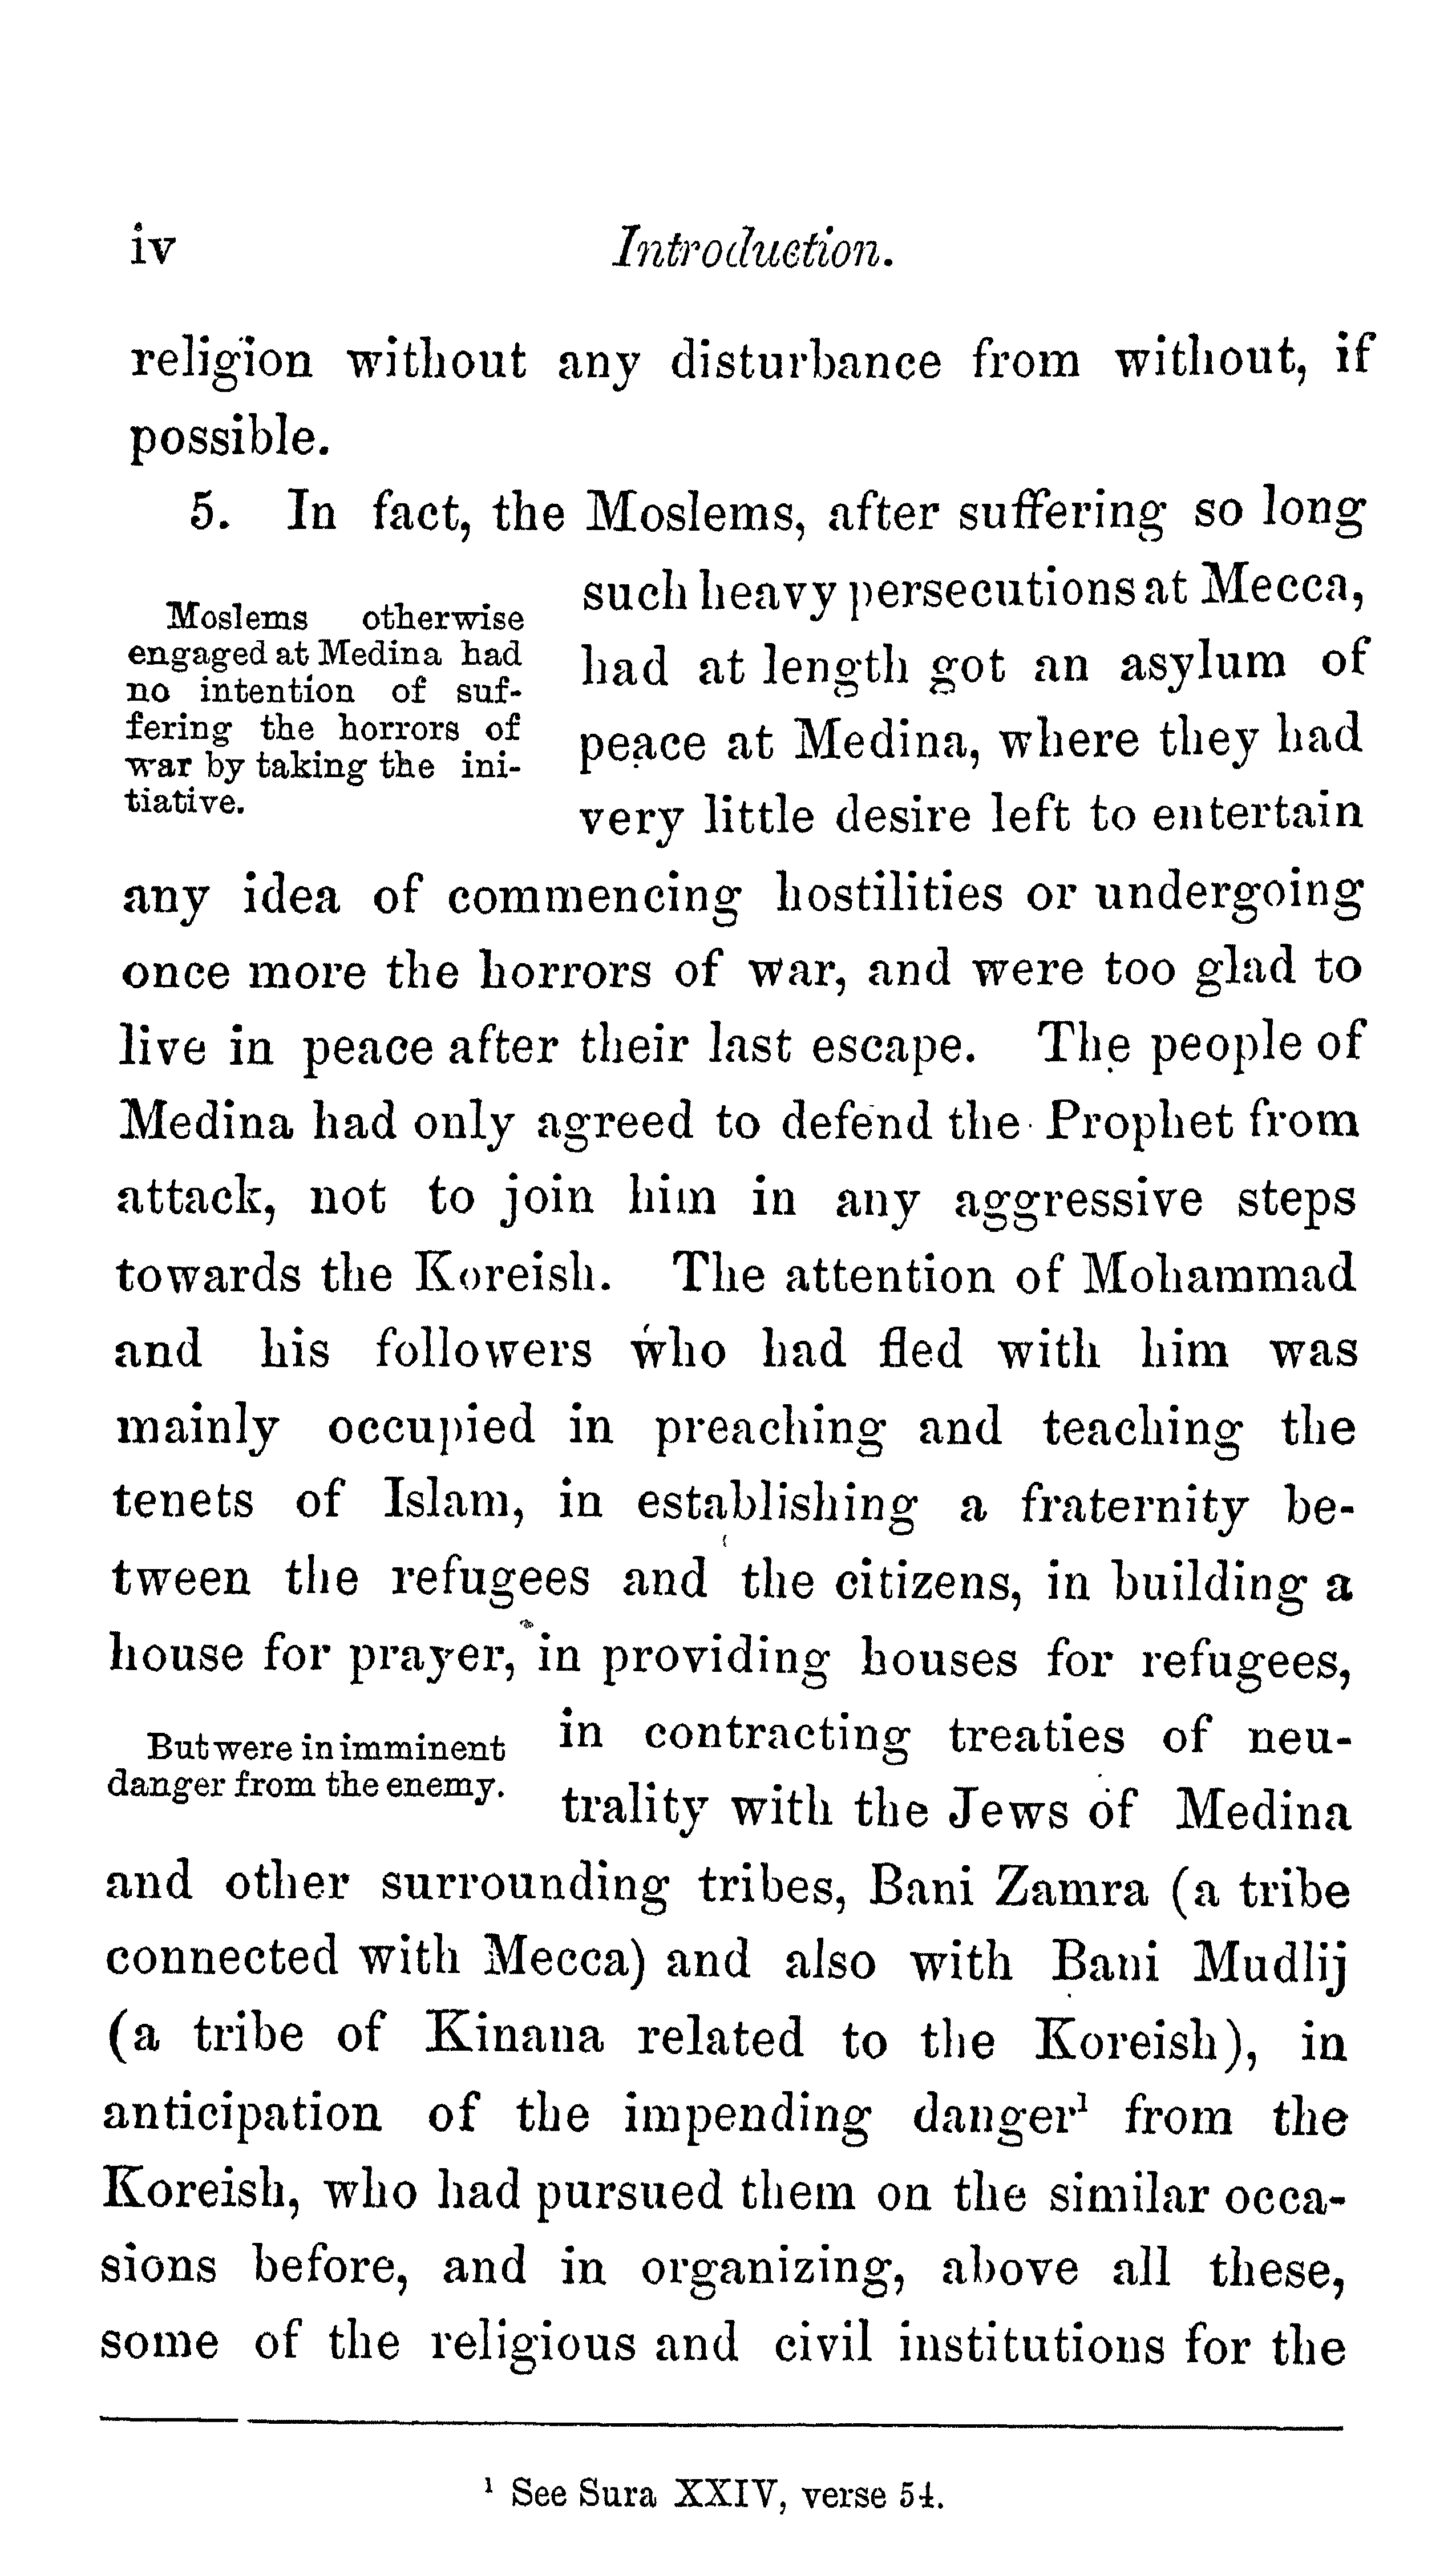 iv
Introduction.
religion without any disturbance from without, if
possible.
5. In fact, the Moslems, after suffering so long
Moslems otherwise
engaged at Medina had
no intention of suf-
fering the horrors of
war by taking the ini-
tiative.
such heavy persecutions at Mecca,
had at length got an asylum of
peace at Medina, where they had
very little desire left to entertain
any idea of commencing hostilities or undergoing
once more the horrors of war, and were too glad to
live in peace after their last escape. The people of
Medina had only agreed to defend the Prophet from
attack, not to join him in any aggressive steps
towards the Koreish. The attention of Mohammad
and his followers who had fled with him was
mainly occupied in preaching and teaching the
tenets of Islam, in establishing a fraternity be-
tween the refugees and the citizens, in building a
house for prayer, in providing houses for refugees,
But were in imminent
danger from the enemy.
in contracting treaties of neu-
trality with the Jews of Medina
and other surrounding tribes, Bani Zamra (a tribe
connected with Mecca) and also with Bani Mudlij
(a tribe of Kinana related to the Koreish), in
anticipation of the impending danger¹ from the
Koreish, who had pursued them on the similar occa-
sions before, and in organizing, above all these,
some of the religious and civil institutions for the
¹ See Sura XXIV, verse 54.